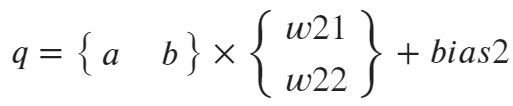 q = { a b } × { w21 w22 } + bias2